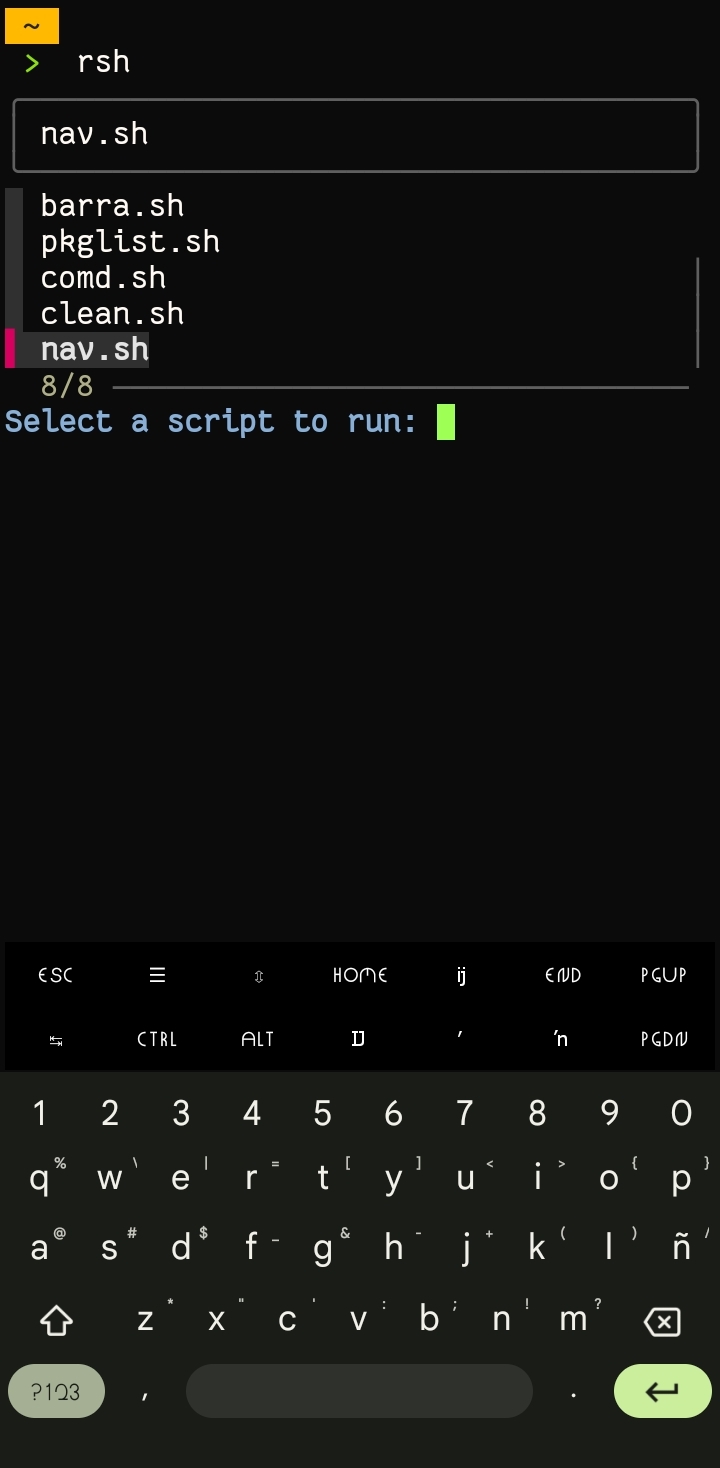 ~
> rsh
nav.sh
barra.sh
pkglist.sh
comd.sh
clean.sh
nav.sh
8/8
Select a script to run:
ESC ☰ ⇳ HOME ij END PGUP
↹ CTRL ALT IJ ʼ ŉ PGDN
1 2 3 4 5 6 7 8 9 0
q % w \ e | r = t [ y ] u < i > o { p }
a @ s # d $ f _ g & h - j + k ( l ) ñ /
z * x " c ' v : b ; n ! m ?
?123 , .